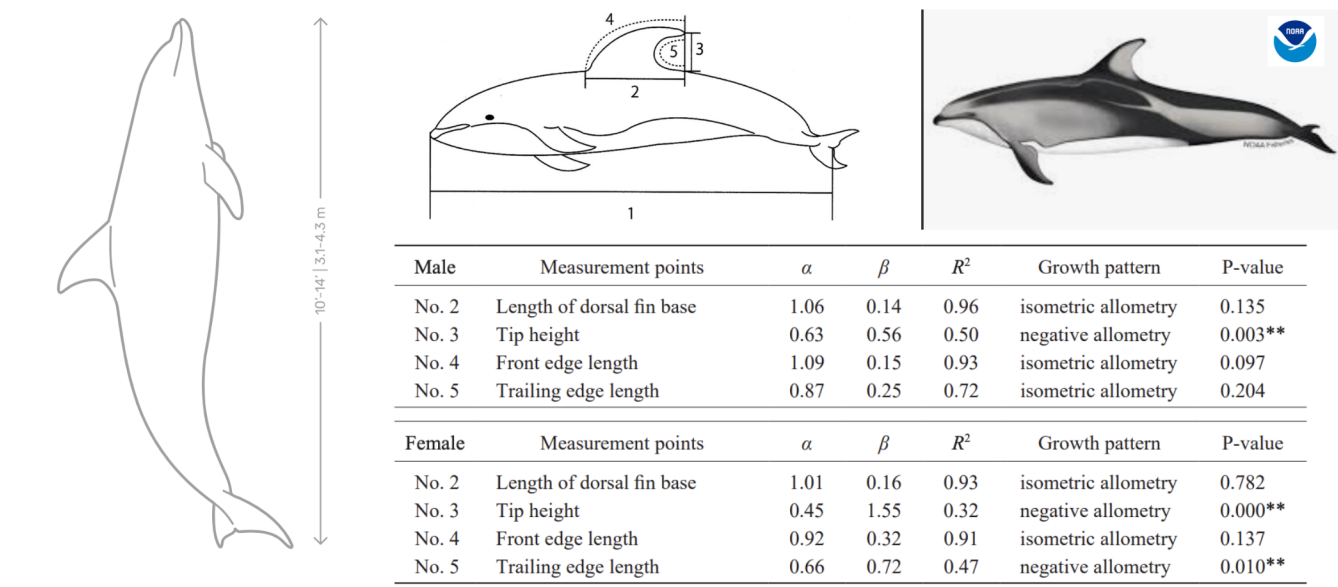 10'-14' | 3.1-4.3 m
4
5
3
2
1
NOAA
NOAA Fisheries
Male Measurement points α β R² Growth pattern P-value
No. 2 Length of dorsal fin base 1.06 0.14 0.96 isometric allometry 0.135
No. 3 Tip height 0.63 0.56 0.50 negative allometry 0.003**
No. 4 Front edge length 1.09 0.15 0.93 isometric allometry 0.097
No. 5 Trailing edge length 0.87 0.25 0.72 isometric allometry 0.204
Female Measurement points α β R² Growth pattern P-value
No. 2 Length of dorsal fin base 1.01 0.16 0.93 isometric allometry 0.782
No. 3 Tip height 0.45 1.55 0.32 negative allometry 0.000**
No. 4 Front edge length 0.92 0.32 0.91 isometric allometry 0.137
No. 5 Trailing edge length 0.66 0.72 0.47 negative allometry 0.010**